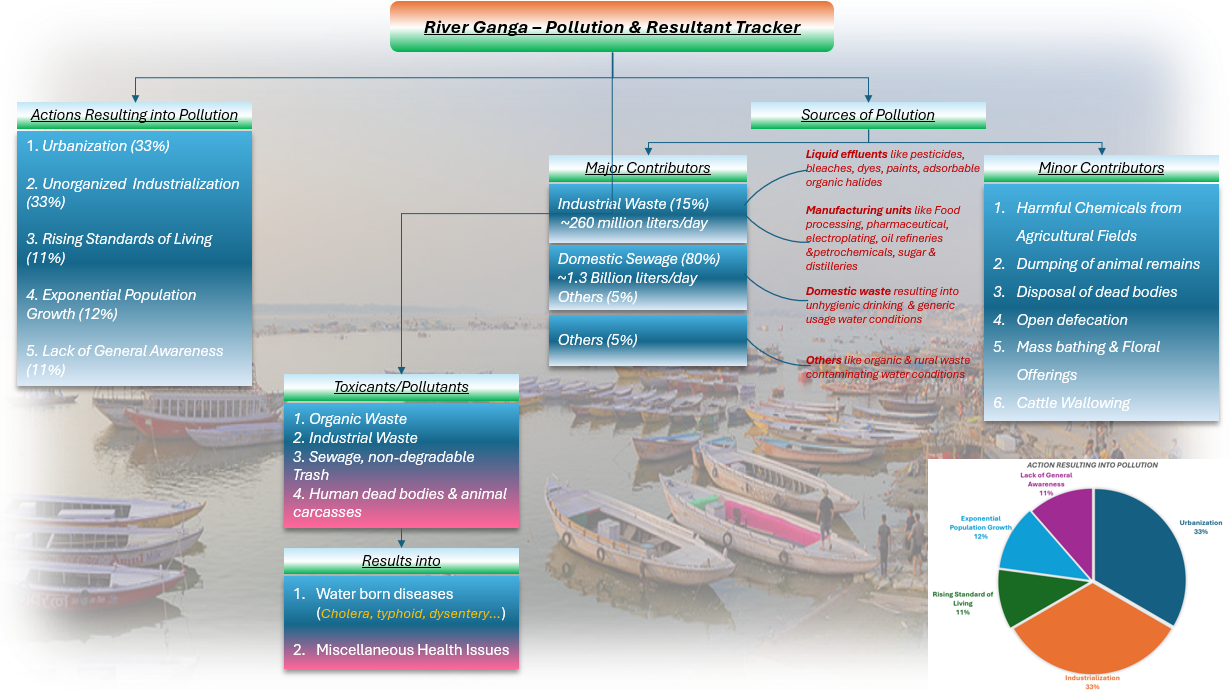 River Ganga – Pollution & Resultant Tracker
Actions Resulting into Pollution
1. Urbanization (33%)
2. Unorganized Industrialization
(33%)
3. Rising Standards of Living
(11%)
4. Exponential Population
Growth (12%)
5. Lack of General Awareness
(11%)
Sources of Pollution
Major Contributors
Industrial Waste (15%)
~260 million liters/day
Domestic Sewage (80%)
~1.3 Billion liters/day
Others (5%)
Others (5%)
Liquid effluents like pesticides,
bleaches, dyes, paints, adsorbable
organic halides
Manufacturing units like Food
processing, pharmaceutical,
electroplating, oil refineries
&petrochemicals, sugar &
distilleries
Domestic waste resulting into
unhygienic drinking & generic
usage water conditions
Others like organic & rural waste
contaminating water conditions
Minor Contributors
1. Harmful Chemicals from
Agricultural Fields
2. Dumping of animal remains
3. Disposal of dead bodies
4. Open defecation
5. Mass bathing & Floral
Offerings
6. Cattle Wallowing
Toxicants/Pollutants
1. Organic Waste
2. Industrial Waste
3. Sewage, non-degradable
Trash
4. Human dead bodies & animal
carcasses
Results into
1. Water born diseases
(Cholera, typhoid, dysentery...)
2. Miscellaneous Health Issues
ACTION RESULTING INTO POLLUTION
Lack of General
Awareness
11%
Urbanization
33%
Exponential
Population Growth
12%
Rising Standard of
Living
11%
Industrialization
33%